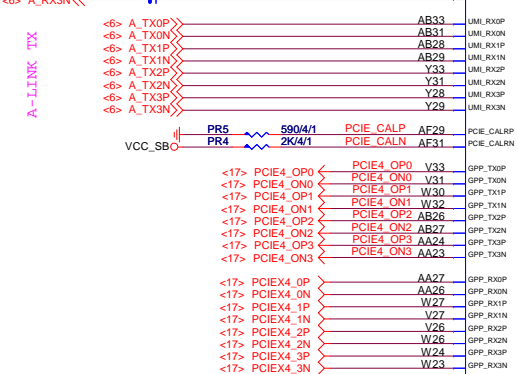 <6> A_RX3N
<6> A_TX0P AB33 UMI_RX0P
<6> A_TX0N AB31 UMI_RX0N
<6> A_TX1P AB28 UMI_RX1P
<6> A_TX1N AB29 UMI_RX1N
<6> A_TX2P Y33 UMI_RX2P
<6> A_TX2N Y31 UMI_RX2N
<6> A_TX3P Y28 UMI_RX3P
<6> A_TX3N Y29 UMI_RX3N
A-LINK TX
PR5 590/4/1 PCIE_CALP AF29 PCIE_CALRP
VCC_SB PR4 2K/4/1 PCIE_CALN AF31 PCIE_CALRN
<17> PCIE4_OP0 PCIE4_OP0 V33 GPP_TX0P
<17> PCIE4_ON0 PCIE4_ON0 V31 GPP_TX0N
<17> PCIE4_OP1 PCIE4_OP1 W30 GPP_TX1P
<17> PCIE4_ON1 PCIE4_ON1 W32 GPP_TX1N
<17> PCIE4_OP2 PCIE4_OP2 AB26 GPP_TX2P
<17> PCIE4_ON2 PCIE4_ON2 AB27 GPP_TX2N
<17> PCIE4_OP3 PCIE4_OP3 AA24 GPP_TX3P
<17> PCIE4_ON3 PCIE4_ON3 AA23 GPP_TX3N
<17> PCIEX4_0P AA27 GPP_RX0P
<17> PCIEX4_0N AA26 GPP_RX0N
<17> PCIEX4_1P W27 GPP_RX1P
<17> PCIEX4_1N V27 GPP_RX1N
<17> PCIEX4_2P V26 GPP_RX2P
<17> PCIEX4_2N W26 GPP_RX2N
<17> PCIEX4_3P W24 GPP_RX3P
<17> PCIEX4_3N W23 GPP_RX3N